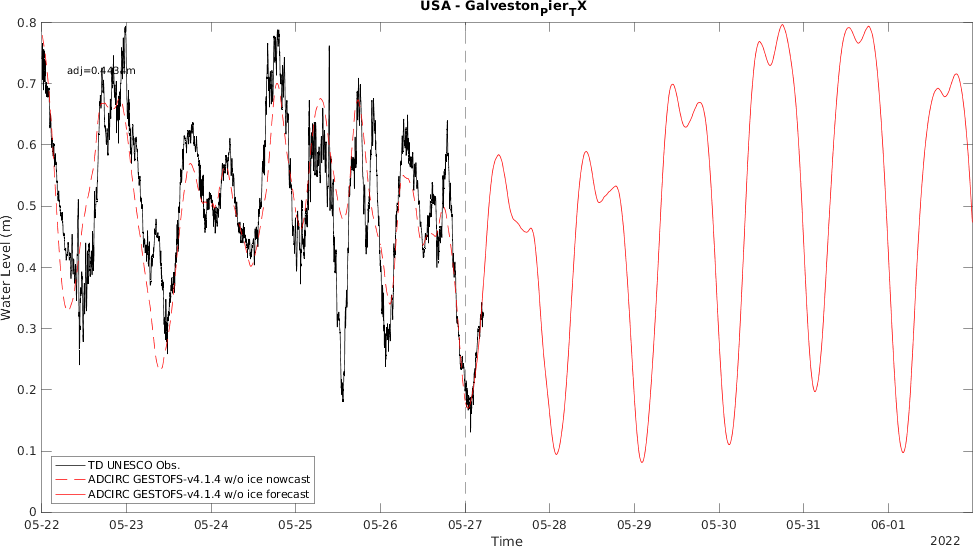 USA - Galveston_pier_TX
0.8
adj=0.4434m
0.7
0.6
0.5
0.4
0.3
0.2
0.1
0
Water Level (m)
TD UNESCO Obs.
ADCIRC GESTOFS-v4.1.4 w/o ice nowcast
ADCIRC GESTOFS-v4.1.4 w/o ice forecast
05-22 05-23 05-24 05-25 05-26 05-27 05-28 05-29 05-30 05-31 06-01
Time
2022